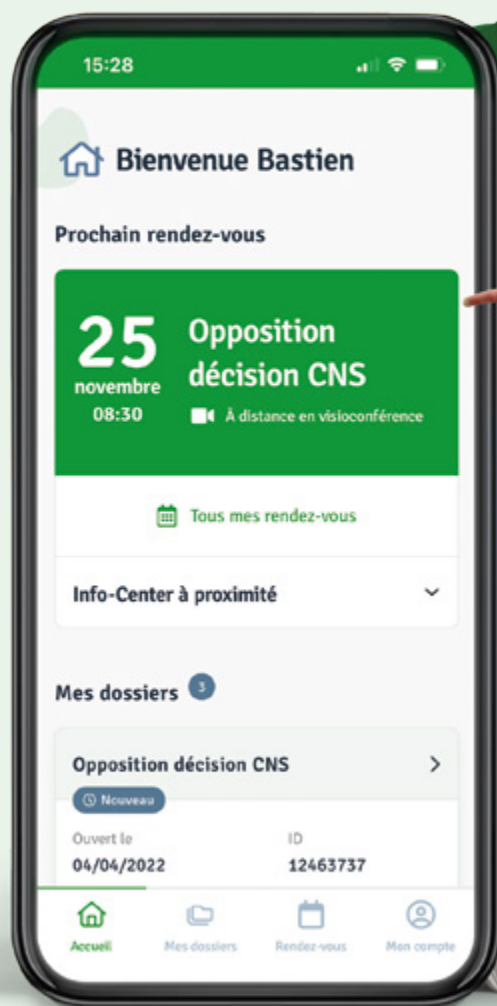 15:28
Bienvenue Bastien
Prochain rendez-vous
25
novembre
08:30
Opposition
décision CNS
À distance en visioconférence
Tous mes rendez-vous
Info-Center à proximité
Mes dossiers 3
Opposition décision CNS
Nouveau
Ouvert le
04/04/2022
ID
12463737
Accueil
Mes dossiers
Rendez-vous
Mon compte